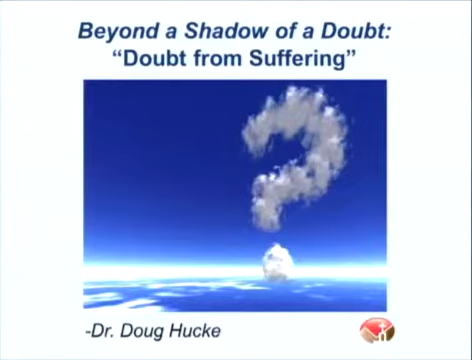 Beyond a Shadow of a Doubt:
“Doubt from Suffering”
-Dr. Doug Hucke